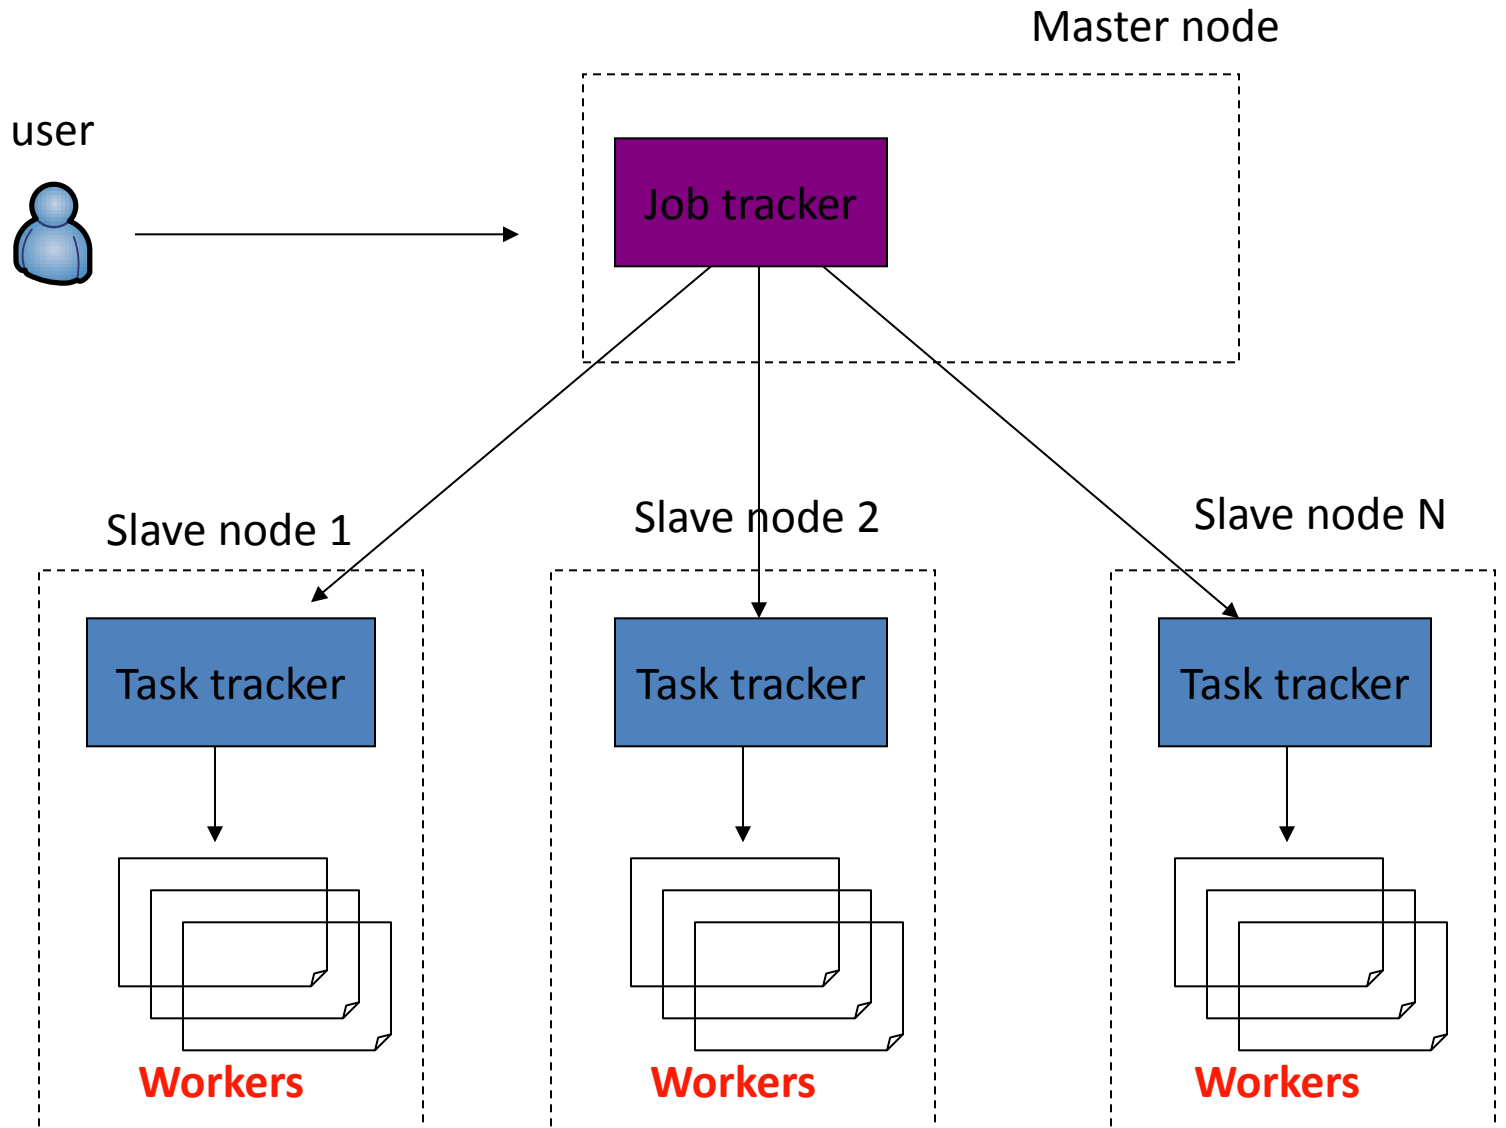 Master node
user
Job tracker
Slave node 1
Slave node 2
Slave node N
Task tracker
Task tracker
Task tracker
Workers
Workers
Workers